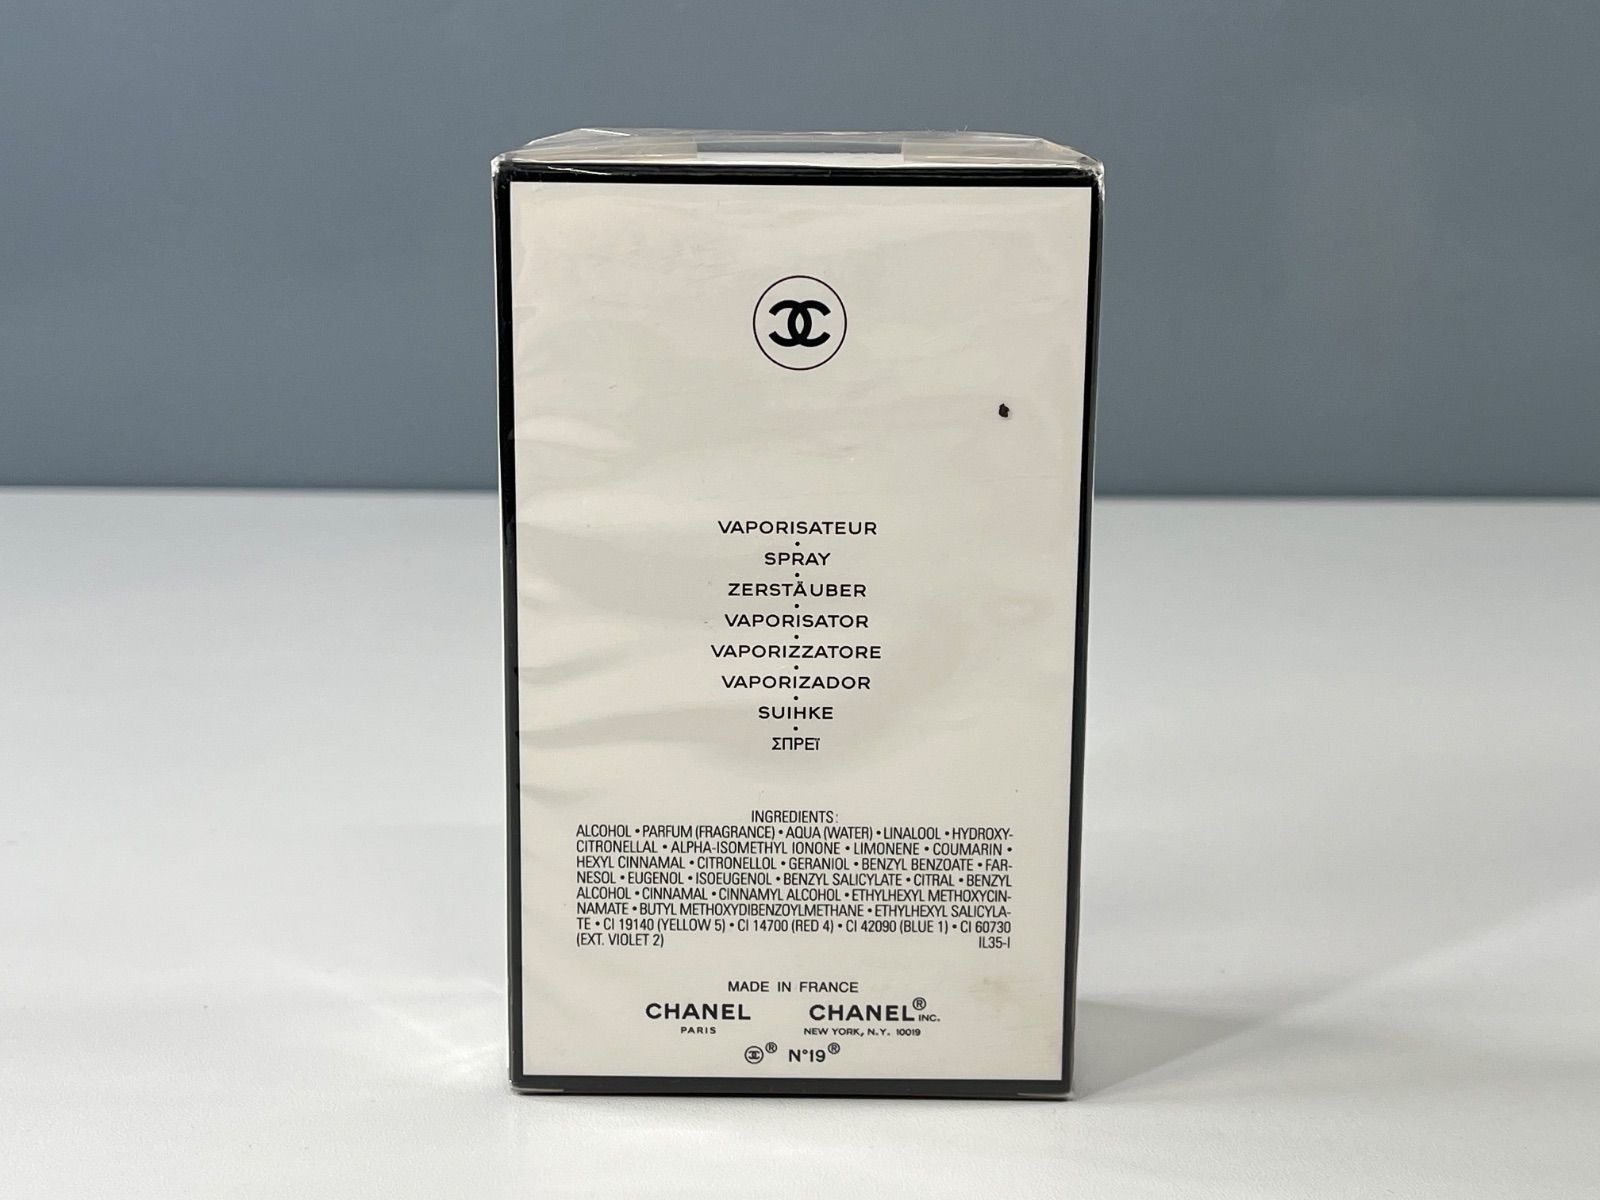 VAPORISATEUR
•
SPRAY
•
ZERSTÄUBER
•
VAPORISATOR
•
VAPORIZZATORE
•
VAPORIZADOR
•
SUIHKE
•
ΣΠΡΕΪ
INGREDIENTS:
ALCOHOL • PARFUM (FRAGRANCE) • AQUA (WATER) • LINALOOL • HYDROXY-
CITRONELLAL • ALPHA-ISOMETHYL IONONE • LIMONENE • COUMARIN •
HEXYL CINNAMAL • CITRONELLOL • GERANIOL • BENZYL BENZOATE • FAR-
NESOL • EUGENOL • ISOEUGENOL • BENZYL SALICYLATE • CITRAL • BENZYL
ALCOHOL • CINNAMAL • CINNAMYL ALCOHOL • ETHYLHEXYL METHOXYCIN-
NAMATE • BUTYL METHOXYDIBENZOYLMETHANE • ETHYLHEXYL SALICYLA-
TE • CI 19140 (YELLOW 5) • CI 14700 (RED 4) • CI 42090 (BLUE 1) • CI 60730
(EXT. VIOLET 2) IL35-I
MADE IN FRANCE
CHANEL CHANEL® INC.
PARIS NEW YORK, N.Y. 10019
® N°19®